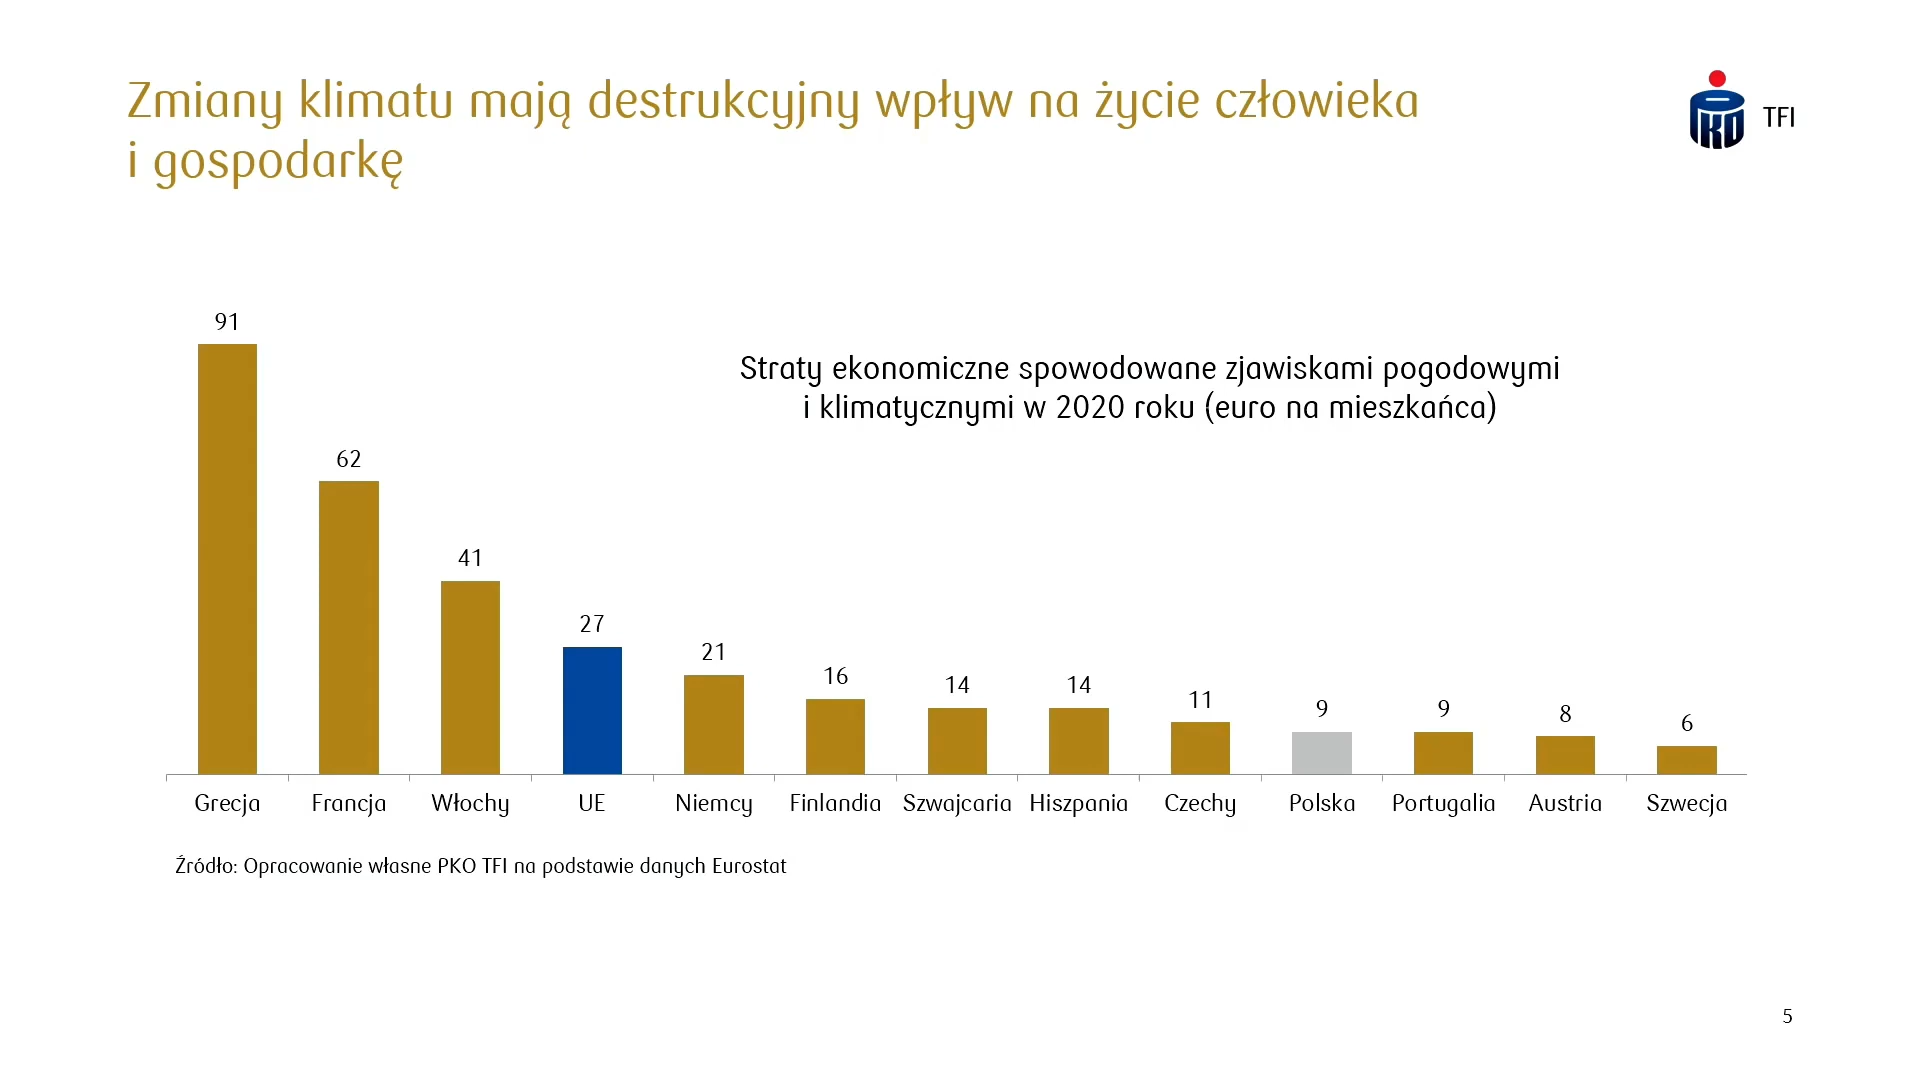 Zmiany klimatu mają destrukcyjny wpływ na życie człowieka
i gospodarkę
PKO
TFI
Straty ekonomiczne spowodowane zjawiskami pogodowymi
i klimatycznymi w 2020 roku (euro na mieszkańca)
91
62
41
27
21
16
14
14
11
9
9
8
6
Grecja
Francja
Włochy
UE
Niemcy
Finlandia
Szwajcaria
Hiszpania
Czechy
Polska
Portugalia
Austria
Szwecja
Źródło: Opracowanie własne PKO TFI na podstawie danych Eurostat
5